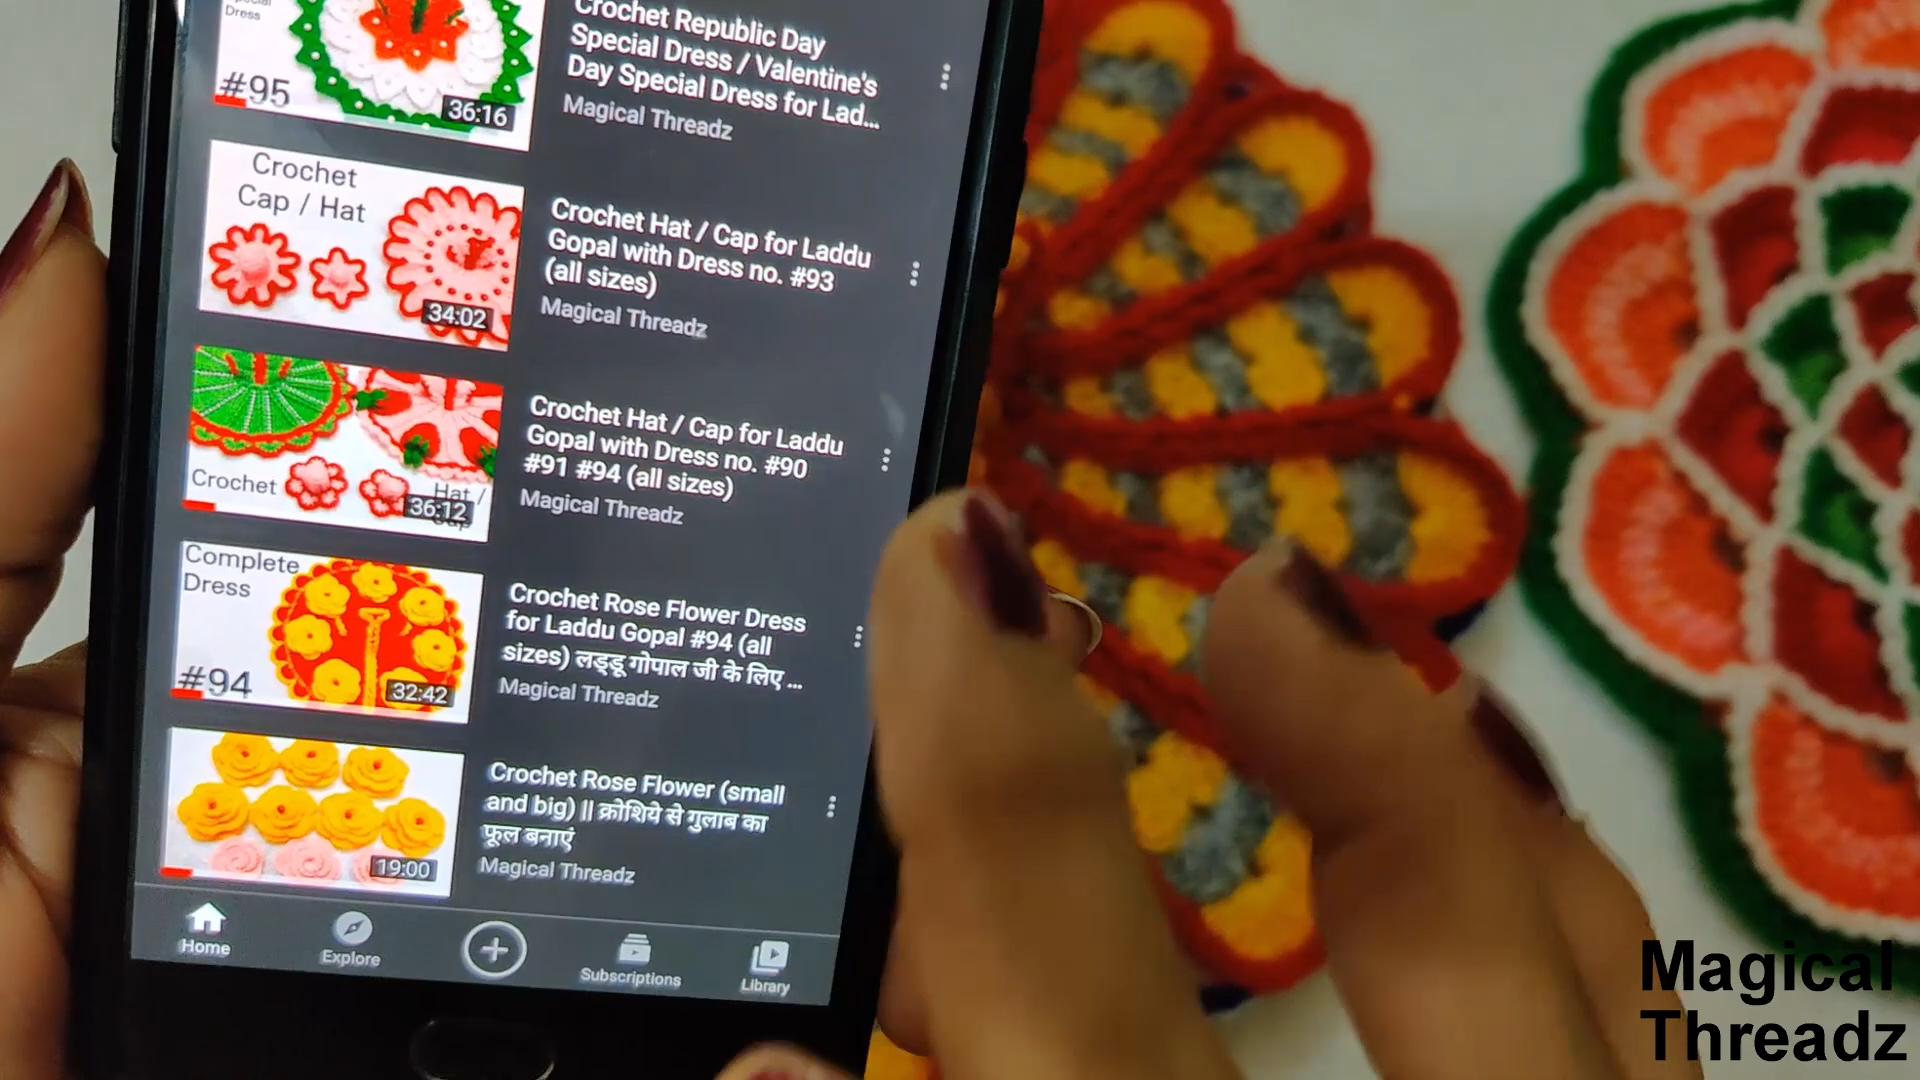 Dress
#95
36:16
Crochet Republic Day
Special Dress / Valentine's
Day Special Dress for Lad...
Magical Threadz
Crochet
Cap / Hat
34:02
Crochet Hat / Cap for Laddu
Gopal with Dress no. #93
(all sizes)
Magical Threadz
Crochet
Hat /
36:12
Crochet Hat / Cap for Laddu
Gopal with Dress no. #90
#91 #94 (all sizes)
Magical Threadz
Complete
Dress
#94
32:42
Crochet Rose Flower Dress
for Laddu Gopal #94 (all
sizes) लड्डू गोपाल जी के लिए ...
Magical Threadz
19:00
Crochet Rose Flower (small
and big) || क्रोशिये से गुलाब का
फूल बनाएं
Magical Threadz
Home
Explore
Subscriptions
Library
Magical
Threadz